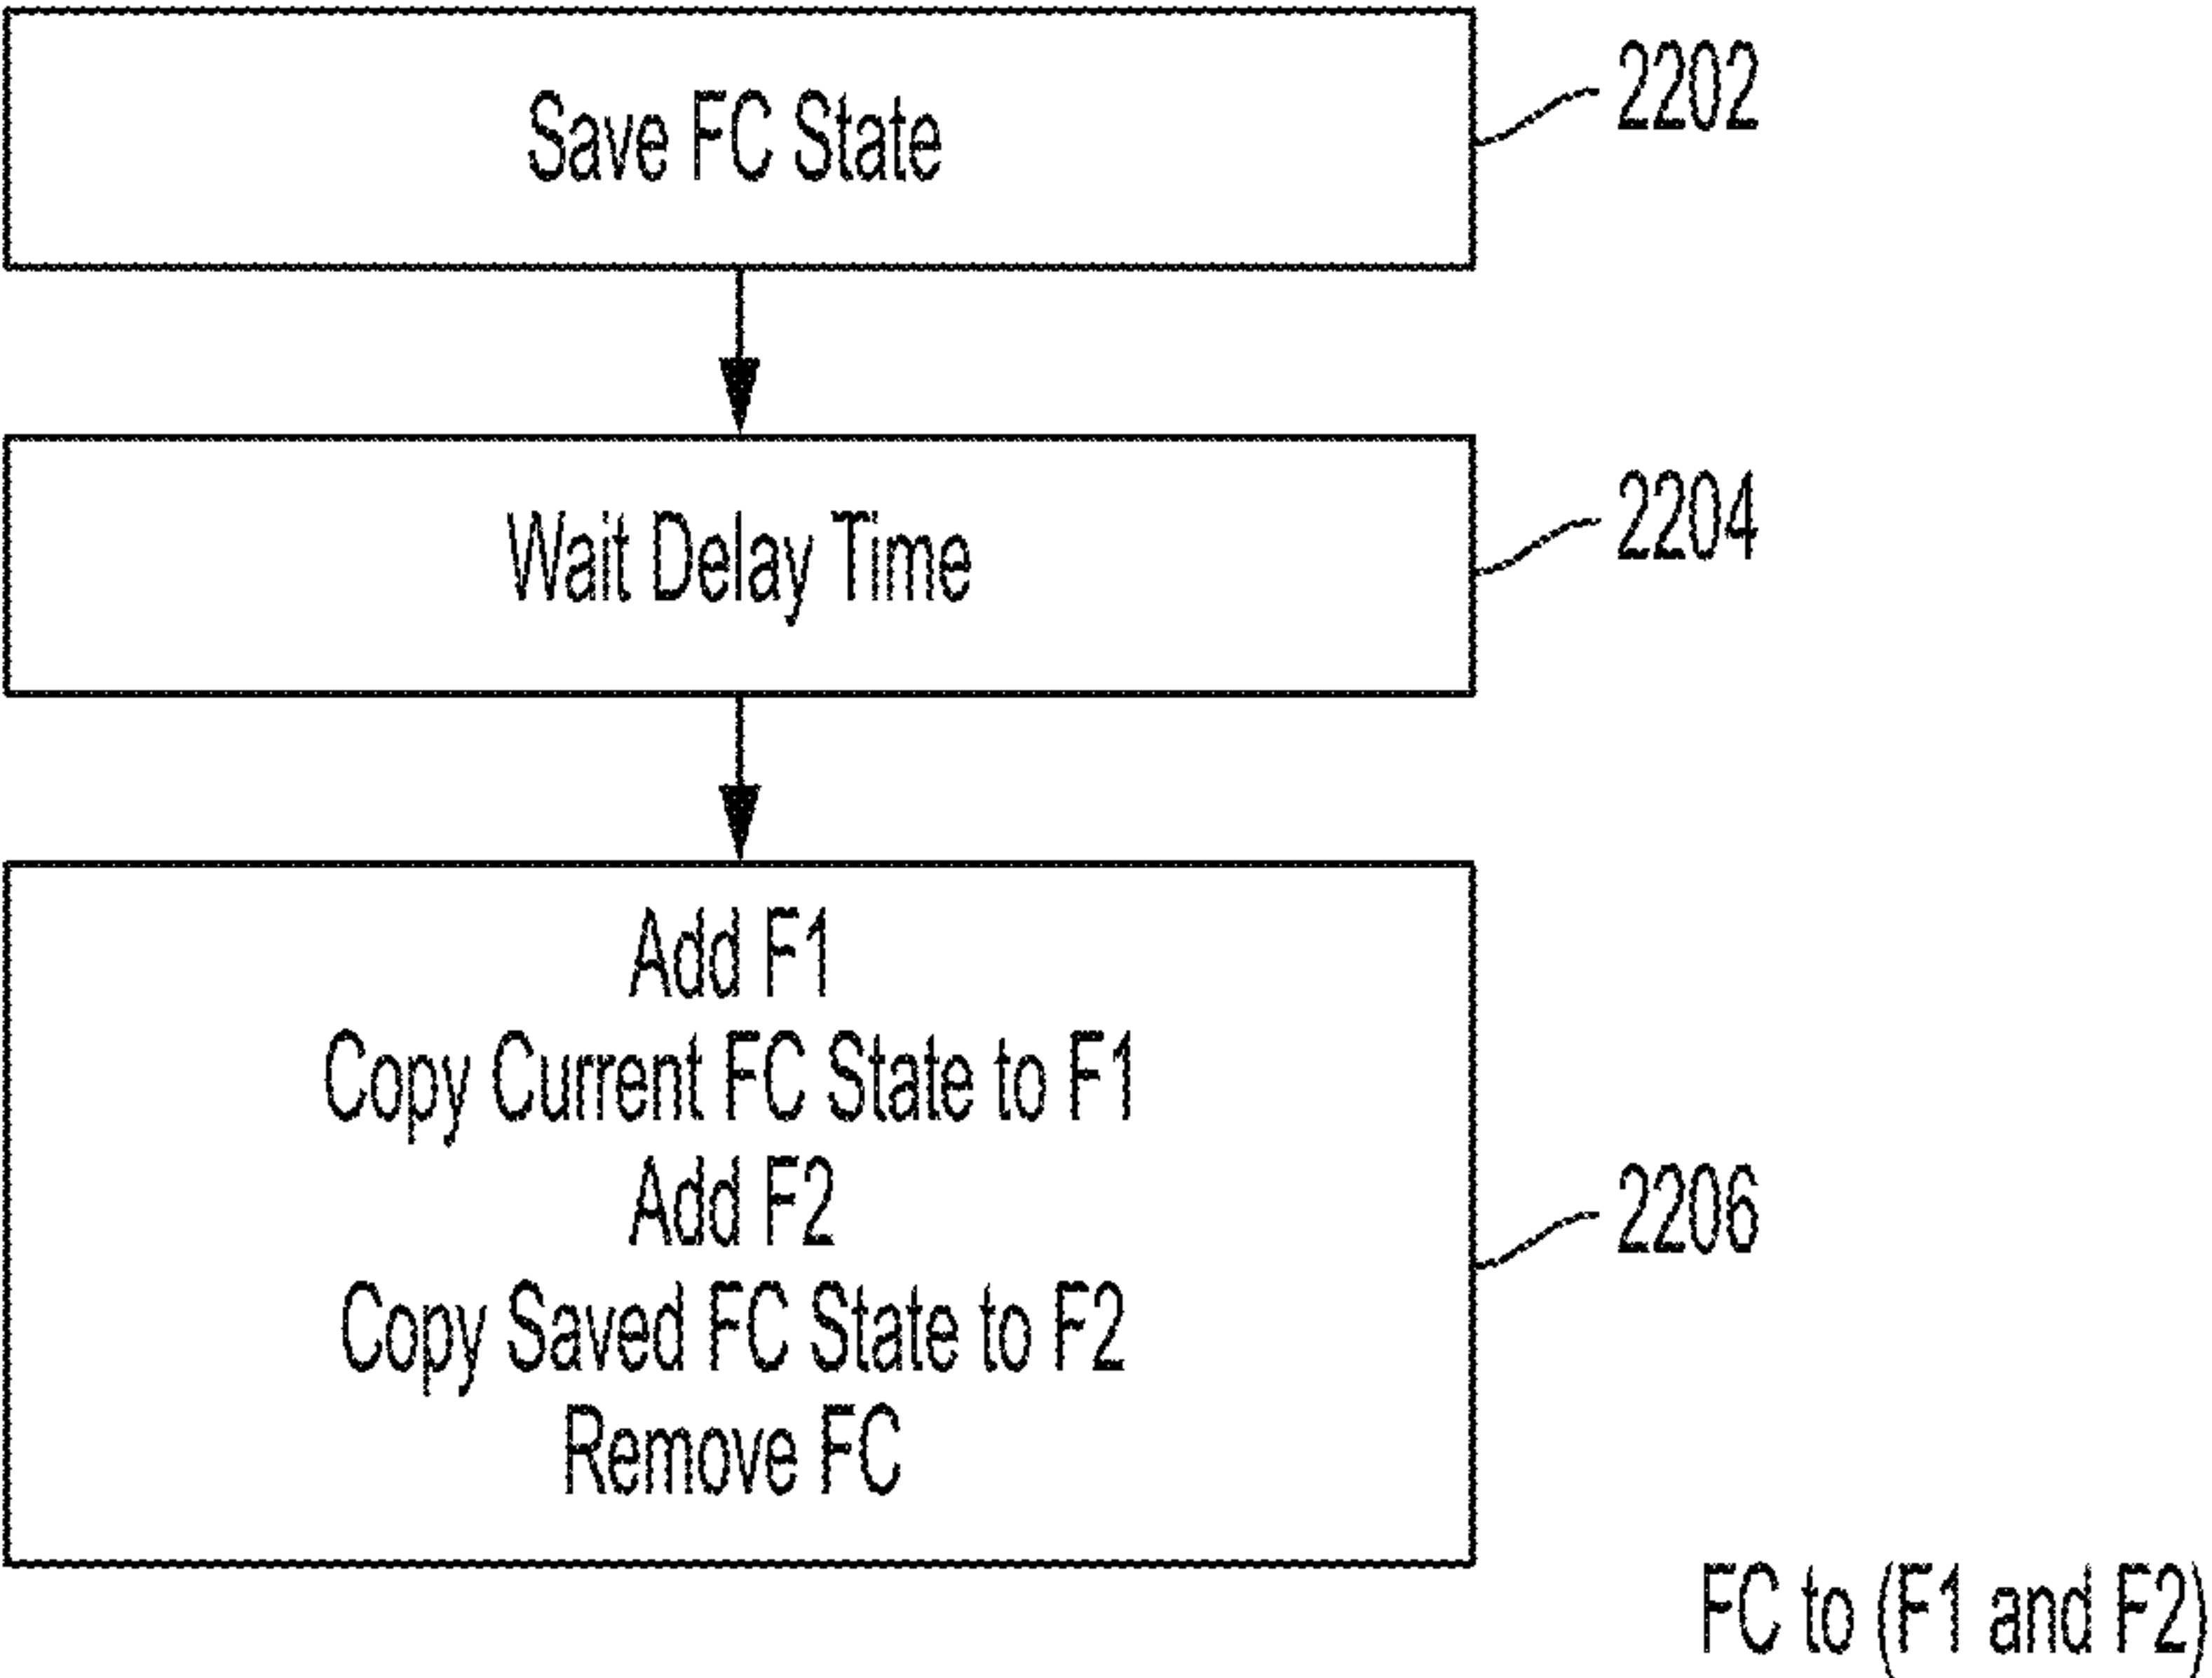 Save FC State
2202
Wait Delay Time
2204
Add F1
Copy Current FC State to F1
Add F2
Copy Saved FC State to F2
Remove FC
2206
FC to (F1 and F2)